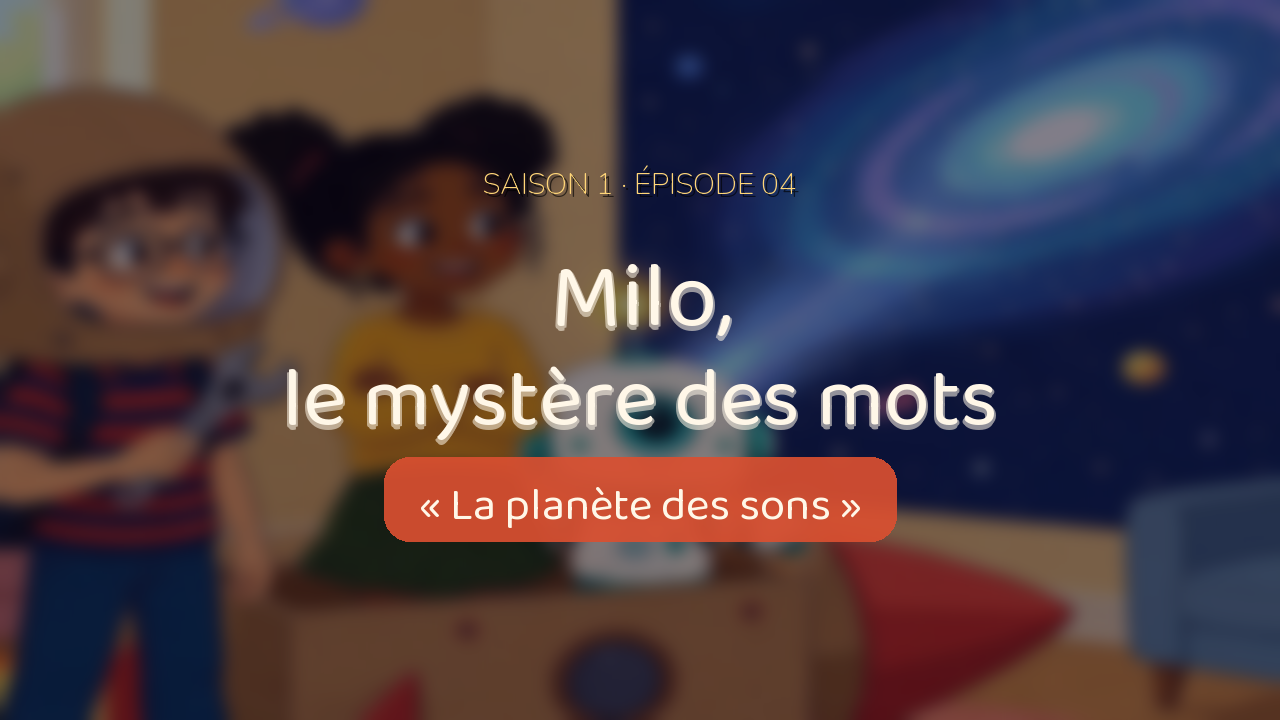 SAISON 1 · ÉPISODE 04
Milo,
le mystère des mots
« La planète des sons »